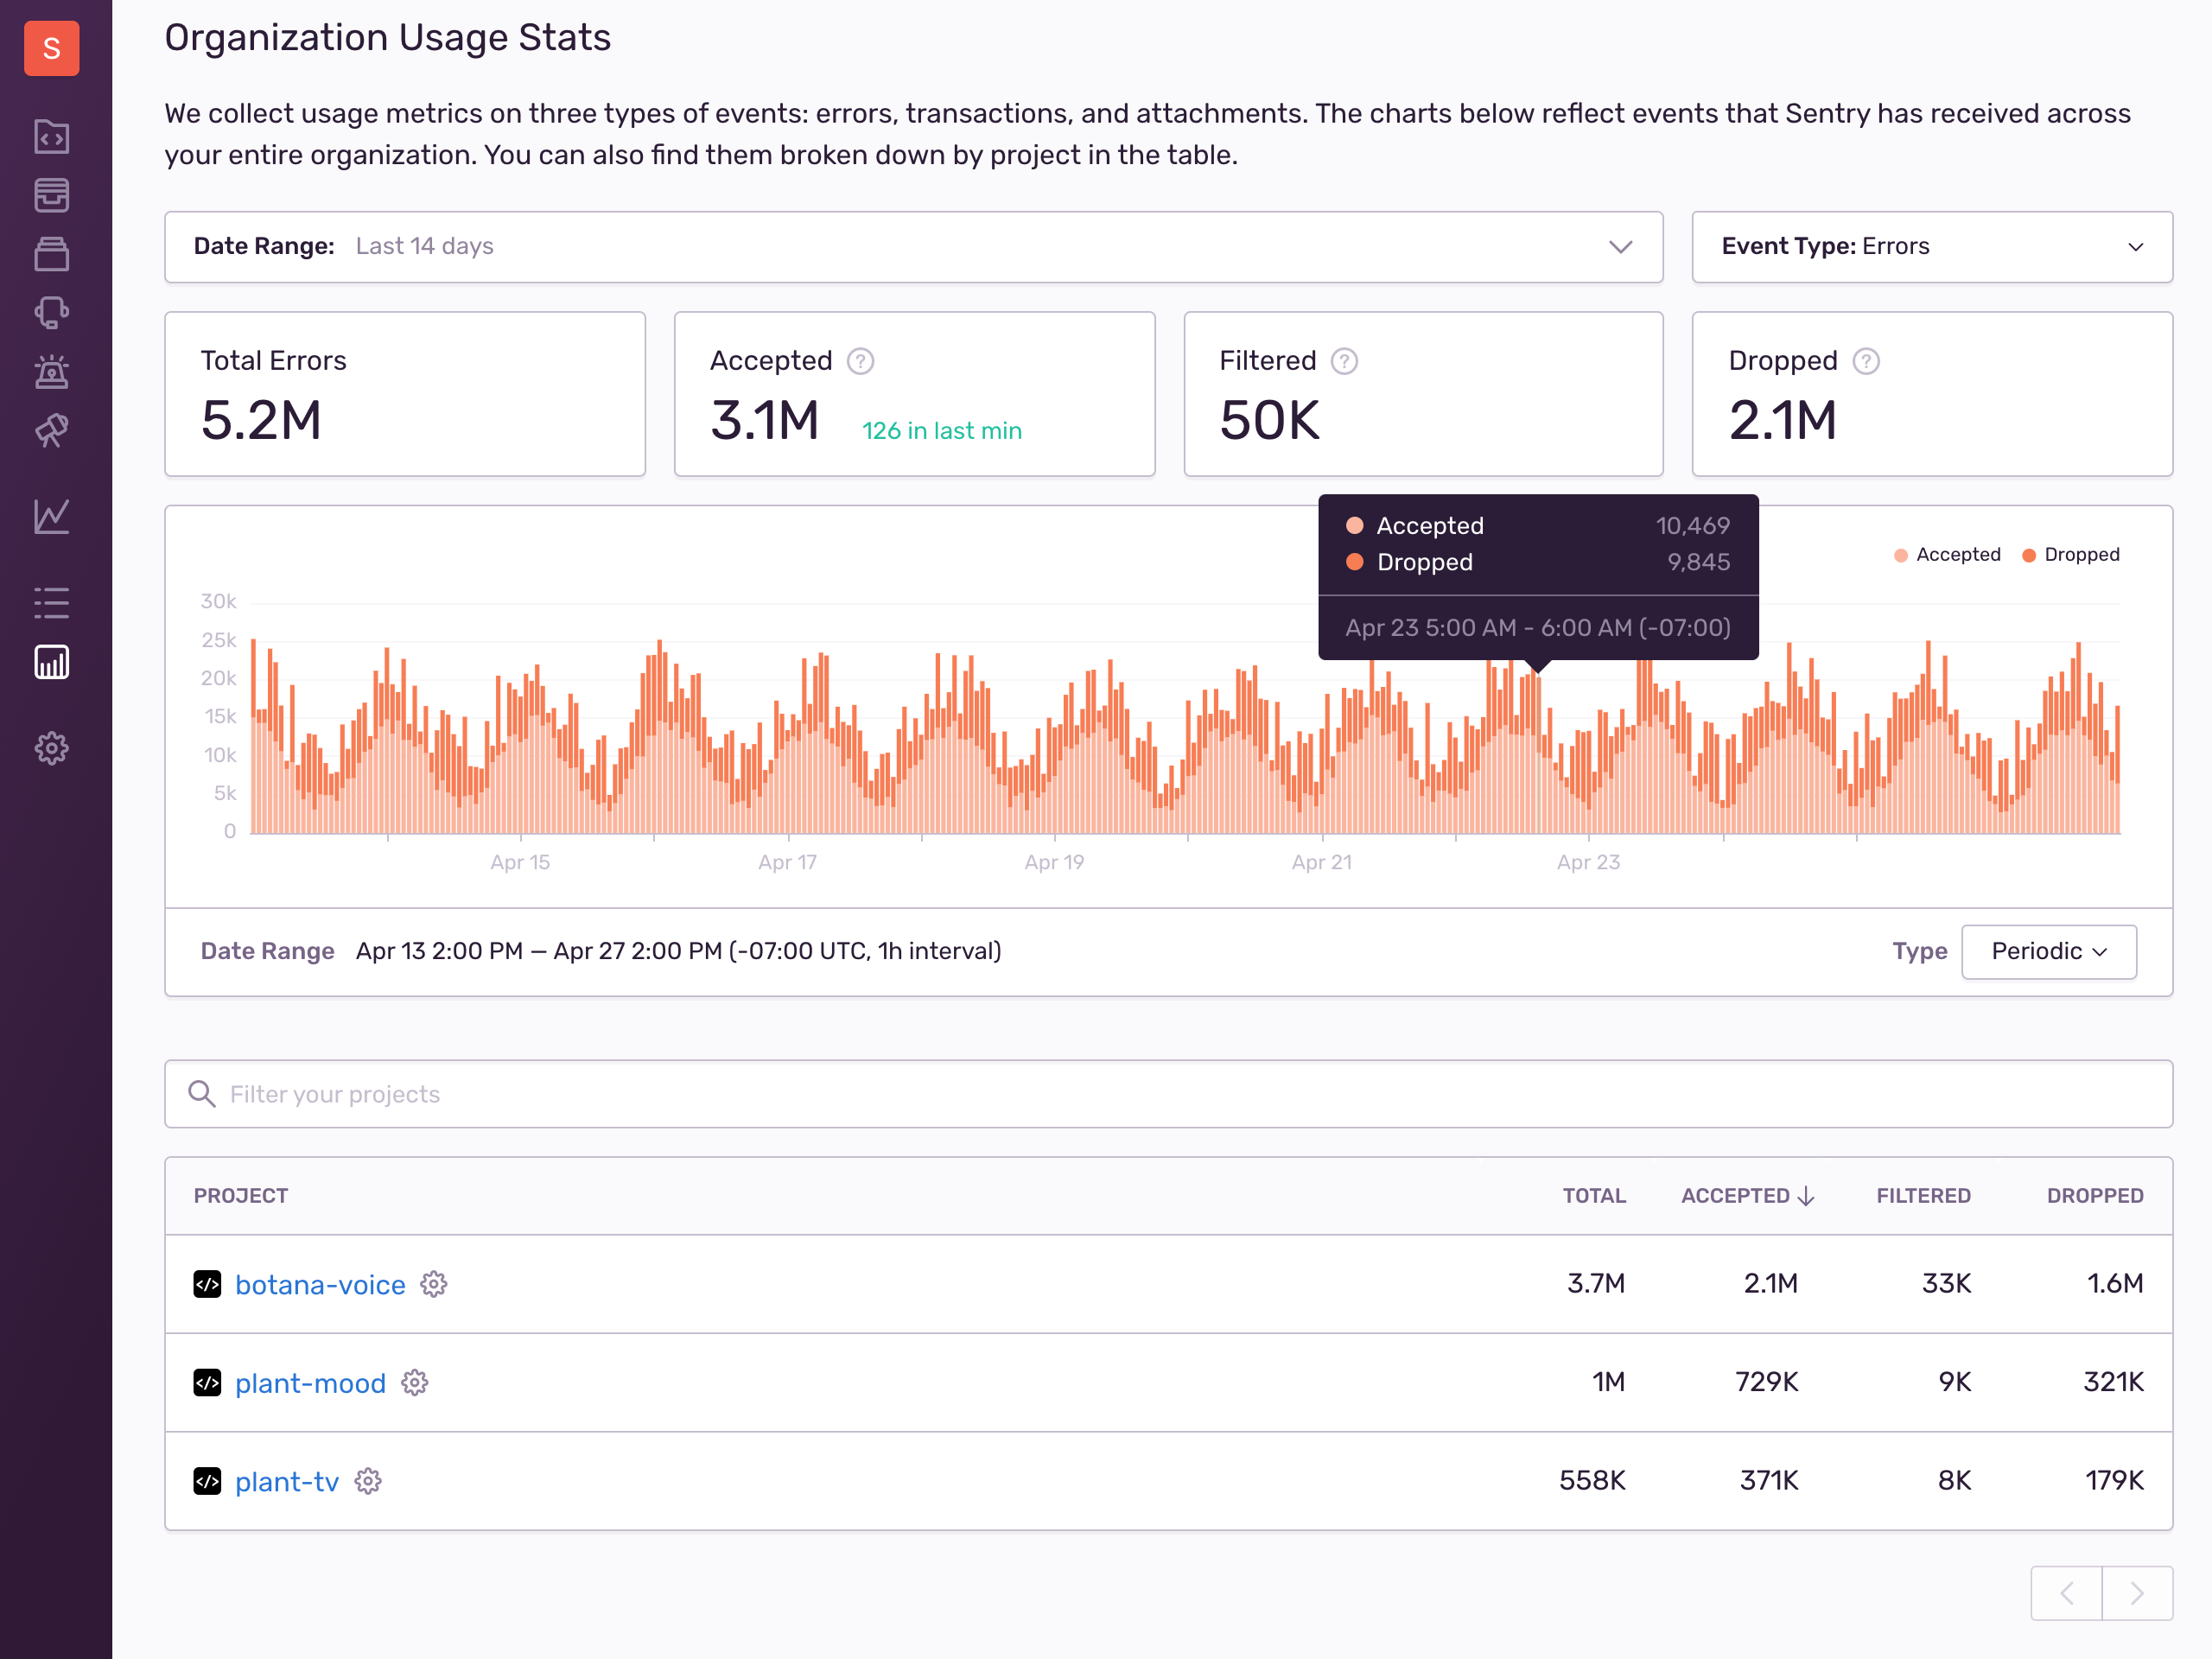 S
Organization Usage Stats
We collect usage metrics on three types of events: errors, transactions, and attachments. The charts below reflect events that Sentry has received across
your entire organization. You can also find them broken down by project in the table.
Date Range: Last 14 days
Event Type: Errors
Total Errors
5.2M
Accepted ?
3.1M 126 in last min
Filtered ?
50K
Dropped ?
2.1M
Accepted 10,469
Dropped 9,845
Apr 23 5:00 AM - 6:00 AM (-07:00)
Accepted Dropped
30k
25k
20k
15k
10k
5k
0
Apr 15 Apr 17 Apr 19 Apr 21 Apr 23
Date Range Apr 13 2:00 PM — Apr 27 2:00 PM (-07:00 UTC, 1h interval)
Type Periodic
Filter your projects
PROJECT TOTAL ACCEPTED FILTERED DROPPED
botana-voice 3.7M 2.1M 33K 1.6M
plant-mood 1M 729K 9K 321K
plant-tv 558K 371K 8K 179K